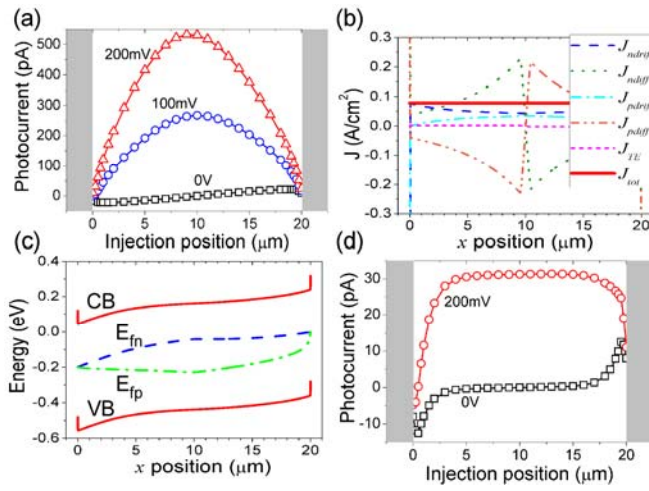 (a)
Photocurrent (pA)
500
400
300
200
100
0
200mV
100mV
0V
0 5 10 15 20
Injection position (μm)
(b)
J (A/cm²)
0.4
0.3
0.2
0.1
0.0
-0.1
-0.2
-0.3
0 5 10
x position (μm)
J_ndrift
J_ndiff
J_pdrift
J_pdiff
J_TE
J_tot
(c)
Energy (eV)
0.4
0.2
0.0
-0.2
-0.4
-0.6
CB
E_fn
E_fp
VB
0 5 10 15 20
x position (μm)
(d)
Photocurrent (pA)
30
20
10
0
-10
200mV
0V
0 5 10 15 20
Injection position (μm)